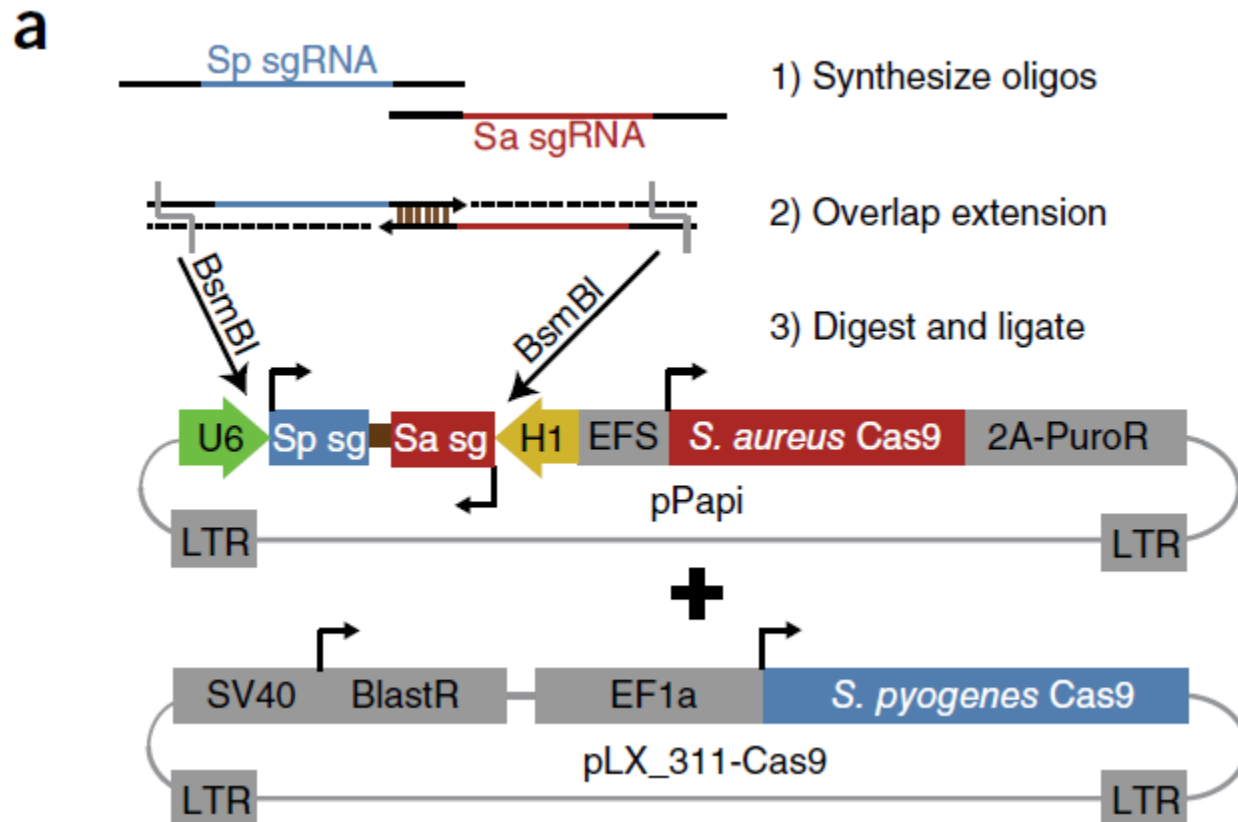 a
Sp sgRNA
1) Synthesize oligos
Sa sgRNA
2) Overlap extension
BsmBI
BsmBI
3) Digest and ligate
U6 Sp sg Sa sg H1 EFS S. aureus Cas9 2A-PuroR
pPapi
LTR LTR
+
SV40 BlastR EF1a S. pyogenes Cas9
pLX_311-Cas9
LTR LTR